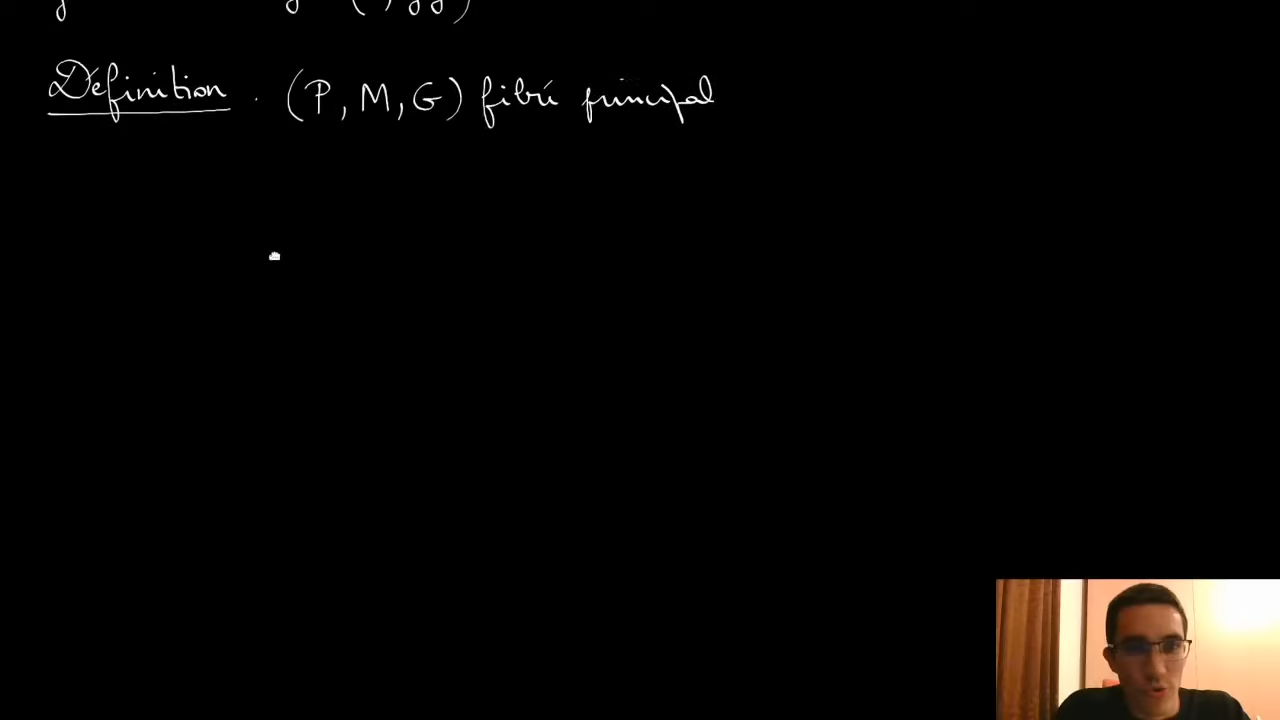 Définition . (P, M, G) fibré principal